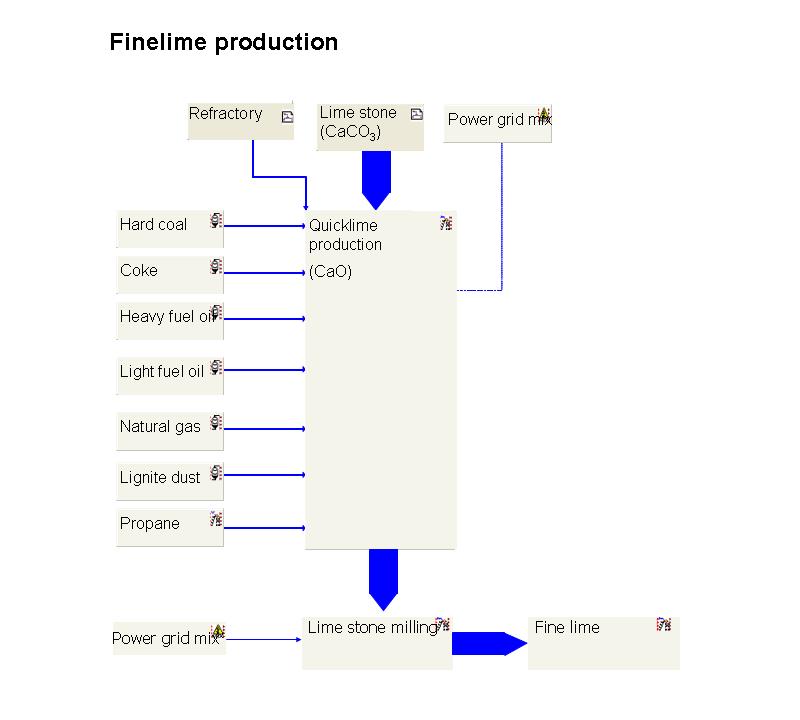 Finelime production
Refractory
Lime stone
(CaCO₃)
Power grid mix
Hard coal
Quicklime
production
Coke
(CaO)
Heavy fuel oil
Light fuel oil
Natural gas
Lignite dust
Propane
Power grid mix
Lime stone milling
Fine lime